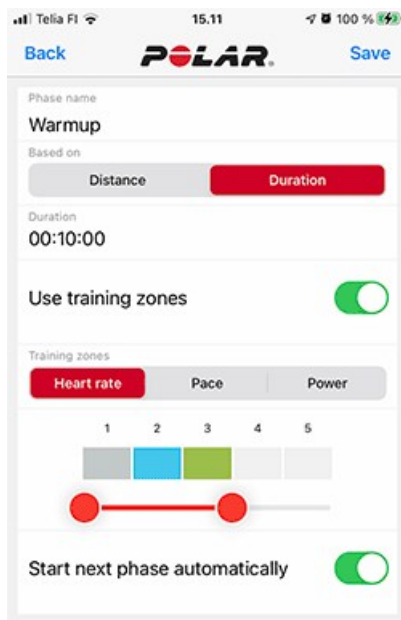 Telia FI 15.11 100 %
Back POLAR. Save
Phase name
Warmup
Based on
Distance Duration
Duration
00:10:00
Use training zones
Training zones
Heart rate Pace Power
1 2 3 4 5
Start next phase automatically